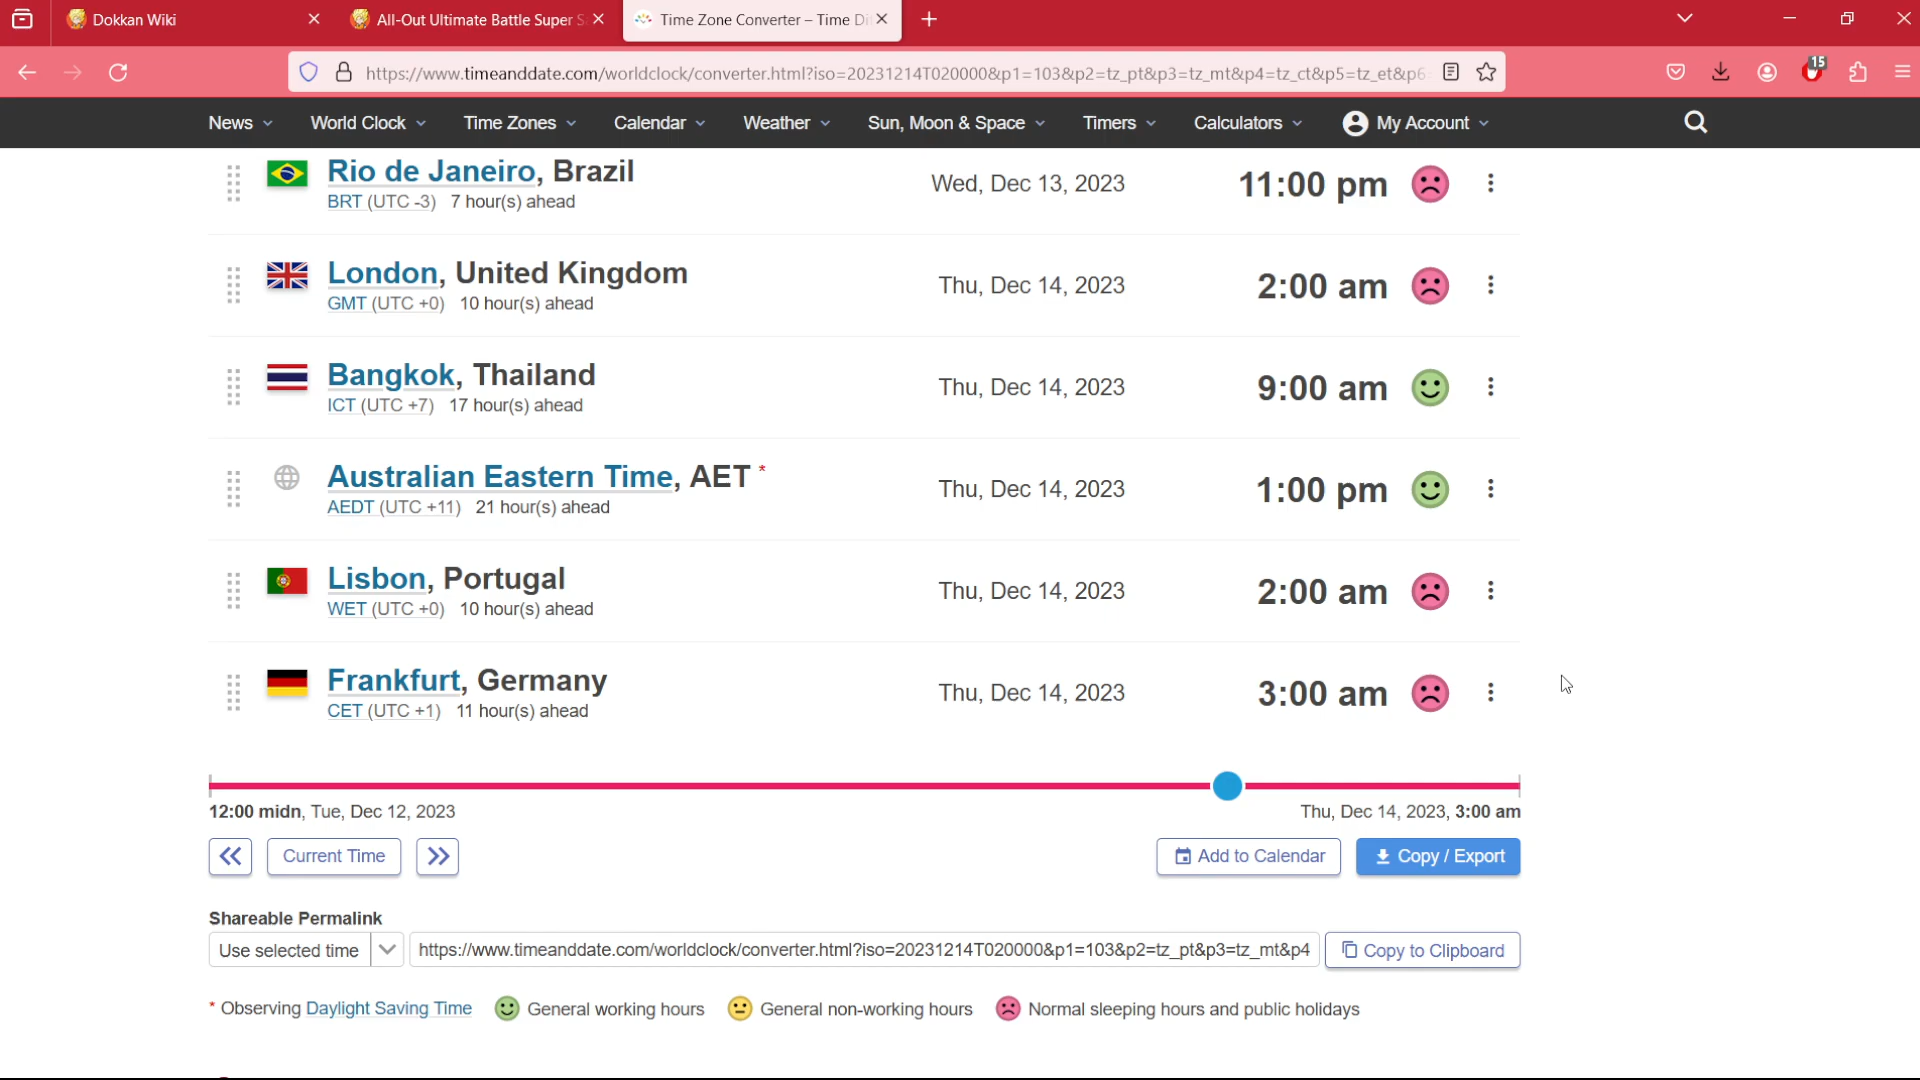 Dokkan Wiki
All-Out Ultimate Battle Super S
Time Zone Converter – Time Di
https://www.timeanddate.com/worldclock/converter.html?iso=20231214T020000&p1=103&p2=tz_pt&p3=tz_mt&p4=tz_ct&p5=tz_et&p6
15
News World Clock Time Zones Calendar Weather Sun, Moon & Space Timers Calculators My Account
Rio de Janeiro, Brazil Wed, Dec 13, 2023 11:00 pm
BRT (UTC -3) 7 hour(s) ahead
London, United Kingdom Thu, Dec 14, 2023 2:00 am
GMT (UTC +0) 10 hour(s) ahead
Bangkok, Thailand Thu, Dec 14, 2023 9:00 am
ICT (UTC +7) 17 hour(s) ahead
Australian Eastern Time, AET * Thu, Dec 14, 2023 1:00 pm
AEDT (UTC +11) 21 hour(s) ahead
Lisbon, Portugal Thu, Dec 14, 2023 2:00 am
WET (UTC +0) 10 hour(s) ahead
Frankfurt, Germany Thu, Dec 14, 2023 3:00 am
CET (UTC +1) 11 hour(s) ahead
12:00 midn, Tue, Dec 12, 2023 Thu, Dec 14, 2023, 3:00 am
Current Time Add to Calendar Copy / Export
Shareable Permalink
Use selected time https://www.timeanddate.com/worldclock/converter.html?iso=20231214T020000&p1=103&p2=tz_pt&p3=tz_mt&p4 Copy to Clipboard
* Observing Daylight Saving Time General working hours General non-working hours Normal sleeping hours and public holidays